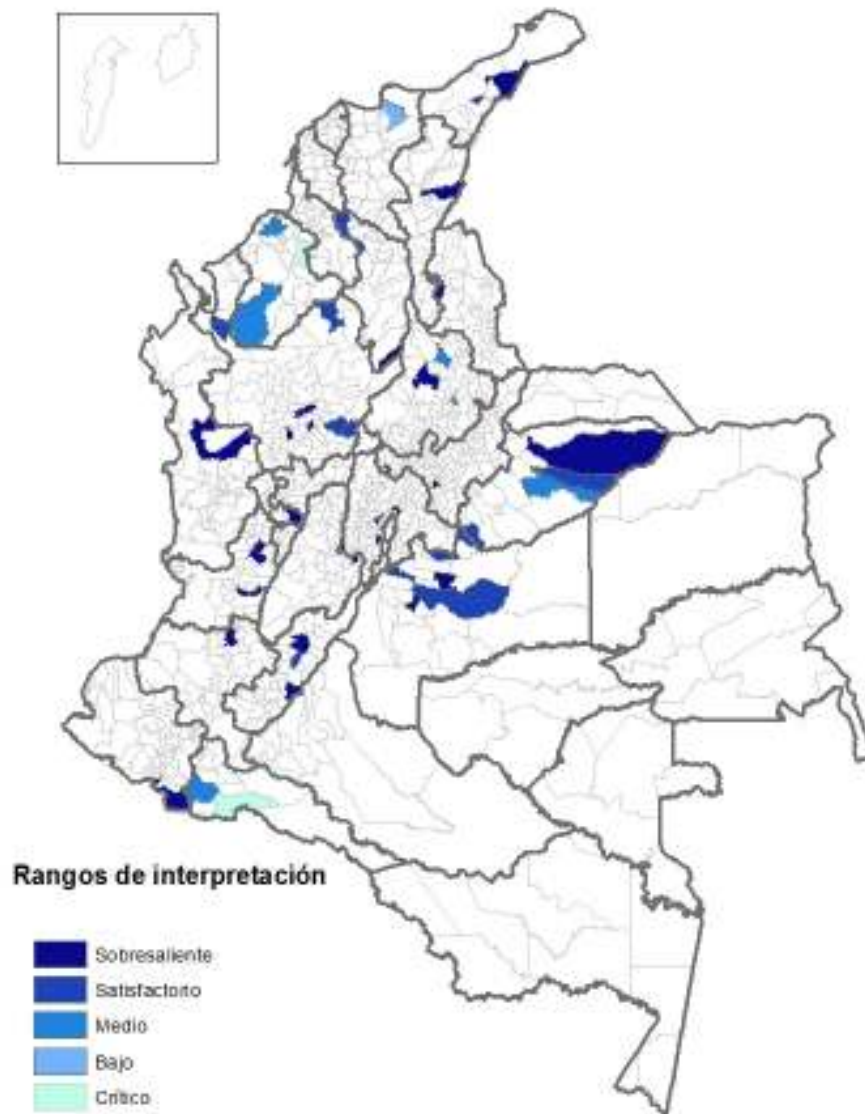 Rangos de interpretación
Sobresaliente
Satisfactorio
Medio
Bajo
Crítico